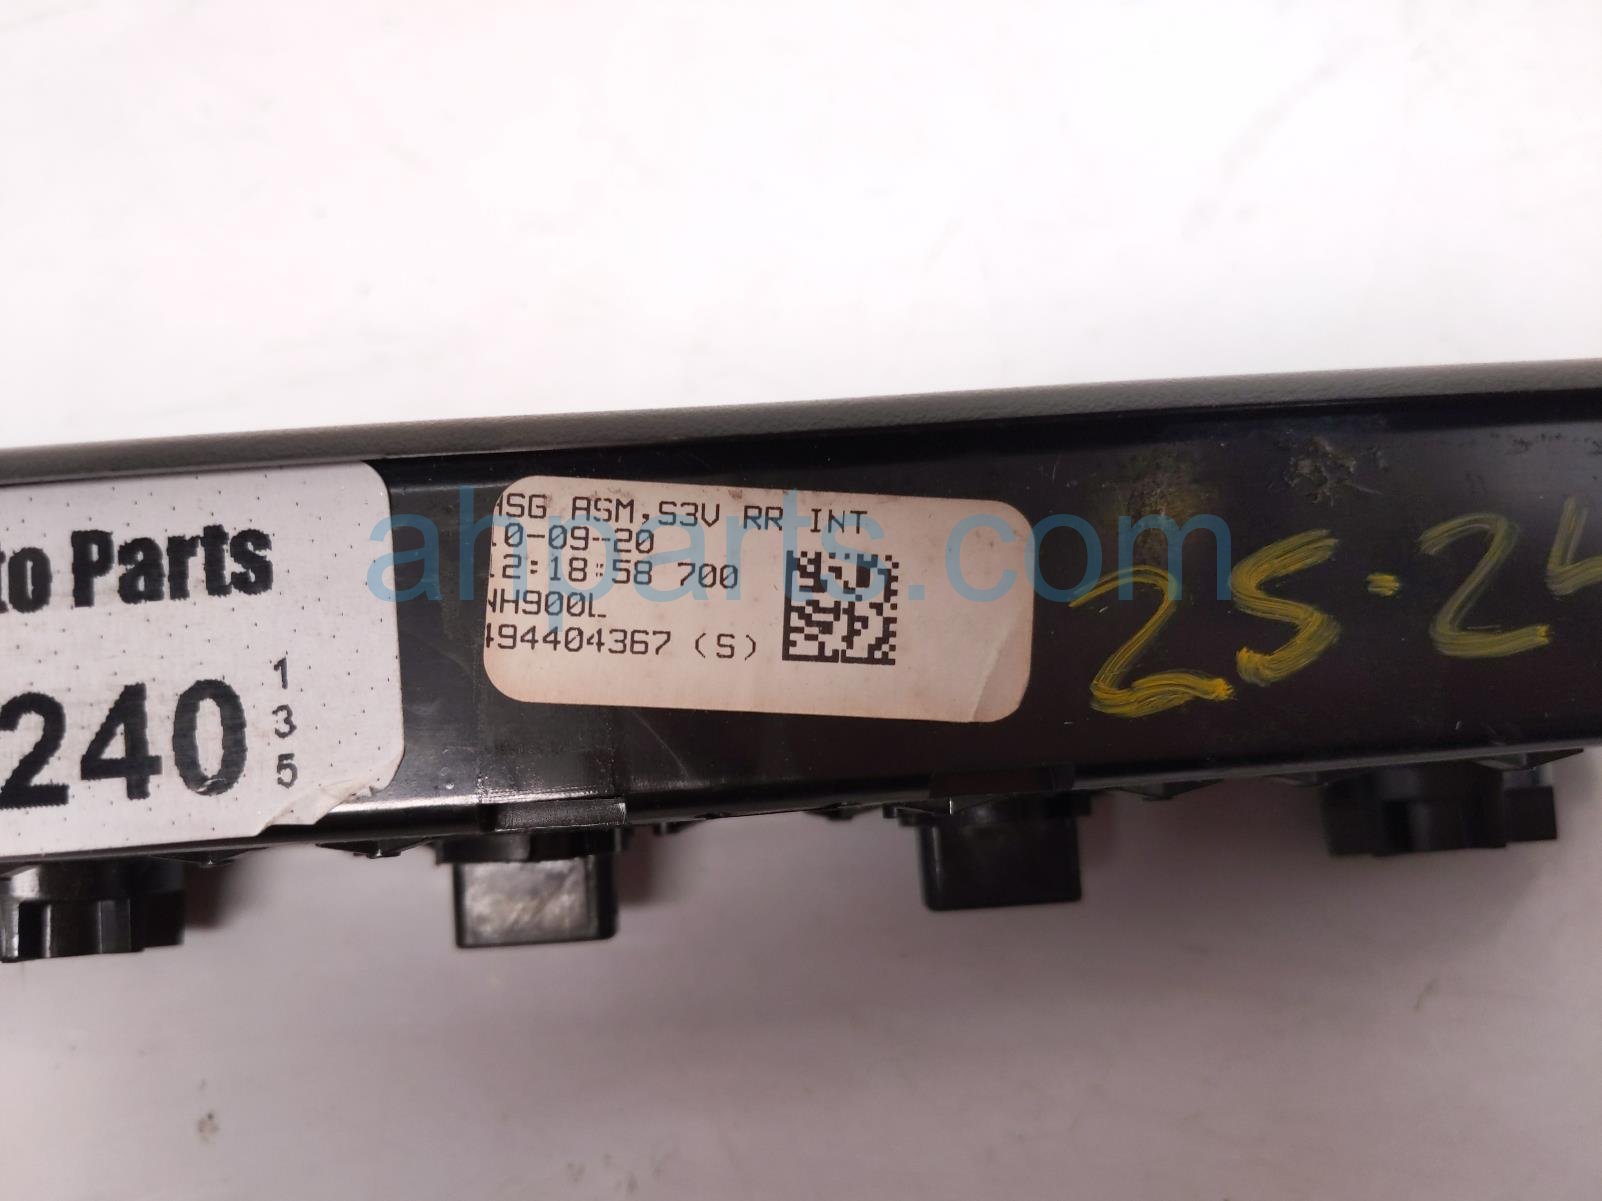 to Parts
240
1
3
5
HSG ASM,S3V RR INT
10-09-20
12:18:58 700
NH900L
494404367 (S)
25-24
ahparts.com